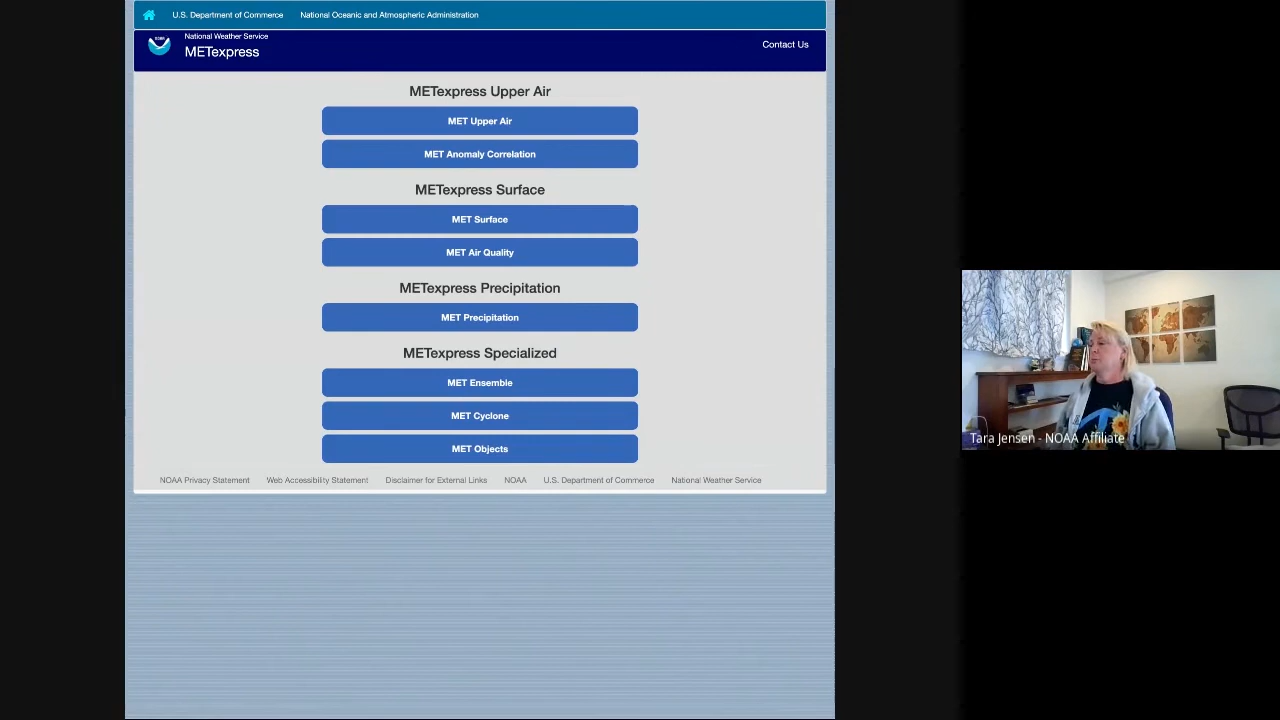 U.S. Department of Commerce National Oceanic and Atmospheric Administration
National Weather Service
METexpress
Contact Us
METexpress Upper Air
MET Upper Air
MET Anomaly Correlation
METexpress Surface
MET Surface
MET Air Quality
METexpress Precipitation
MET Precipitation
METexpress Specialized
MET Ensemble
MET Cyclone
MET Objects
NOAA Privacy Statement Web Accessibility Statement Disclaimer for External Links NOAA U.S. Department of Commerce National Weather Service
Tara Jensen - NOAA Affiliate